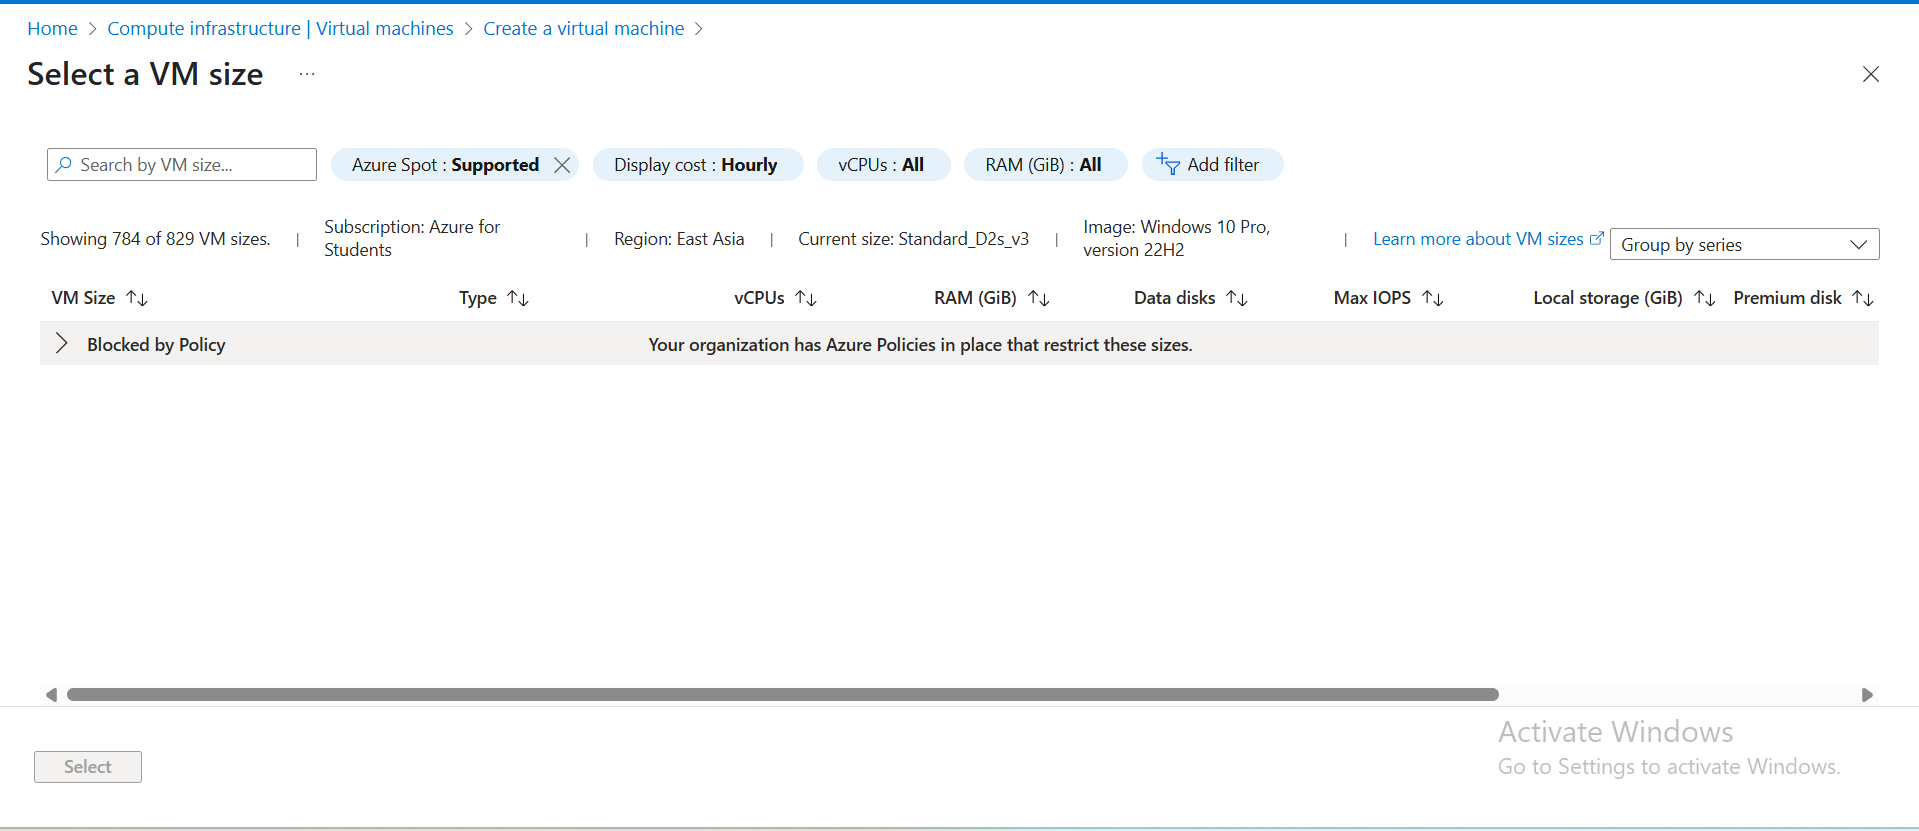 Home > Compute infrastructure | Virtual machines > Create a virtual machine >
Select a VM size ...
Search by VM size...
Azure Spot : Supported
Display cost : Hourly
vCPUs : All
RAM (GiB) : All
Add filter
Showing 784 of 829 VM sizes. |
Subscription: Azure for
Students
| Region: East Asia | Current size: Standard_D2s_v3 |
Image: Windows 10 Pro,
version 22H2
| Learn more about VM sizes
Group by series
VM Size Type vCPUs RAM (GiB) Data disks Max IOPS Local storage (GiB) Premium disk
Blocked by Policy Your organization has Azure Policies in place that restrict these sizes.
Select
Activate Windows
Go to Settings to activate Windows.